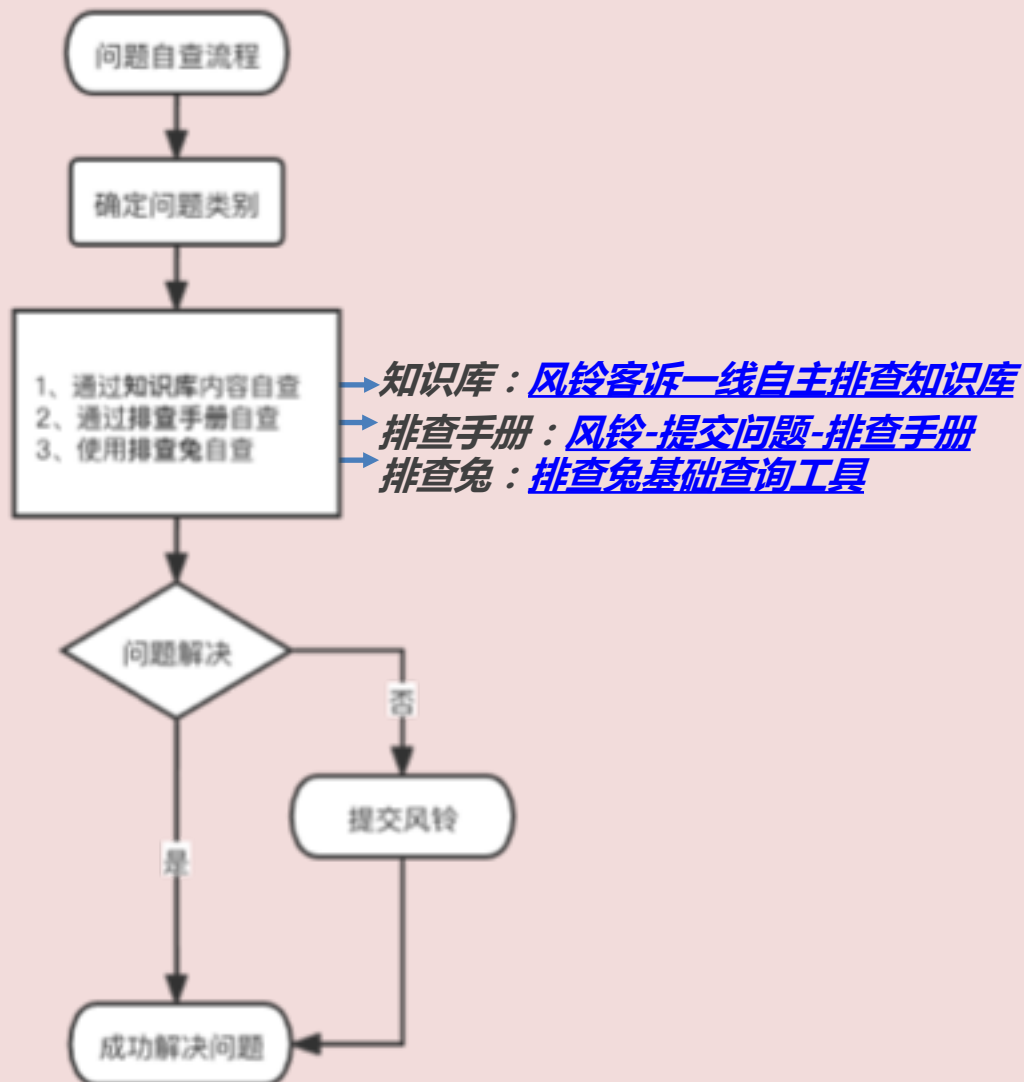 问题自查流程
确定问题类别
1、通过知识库内容自查
2、通过排查手册自查
3、使用排查兔自查
知识库：风铃客诉一线自主排查知识库
排查手册：风铃-提交问题-排查手册
排查兔：排查兔基础查询工具
问题解决
否
提交风铃
是
成功解决问题